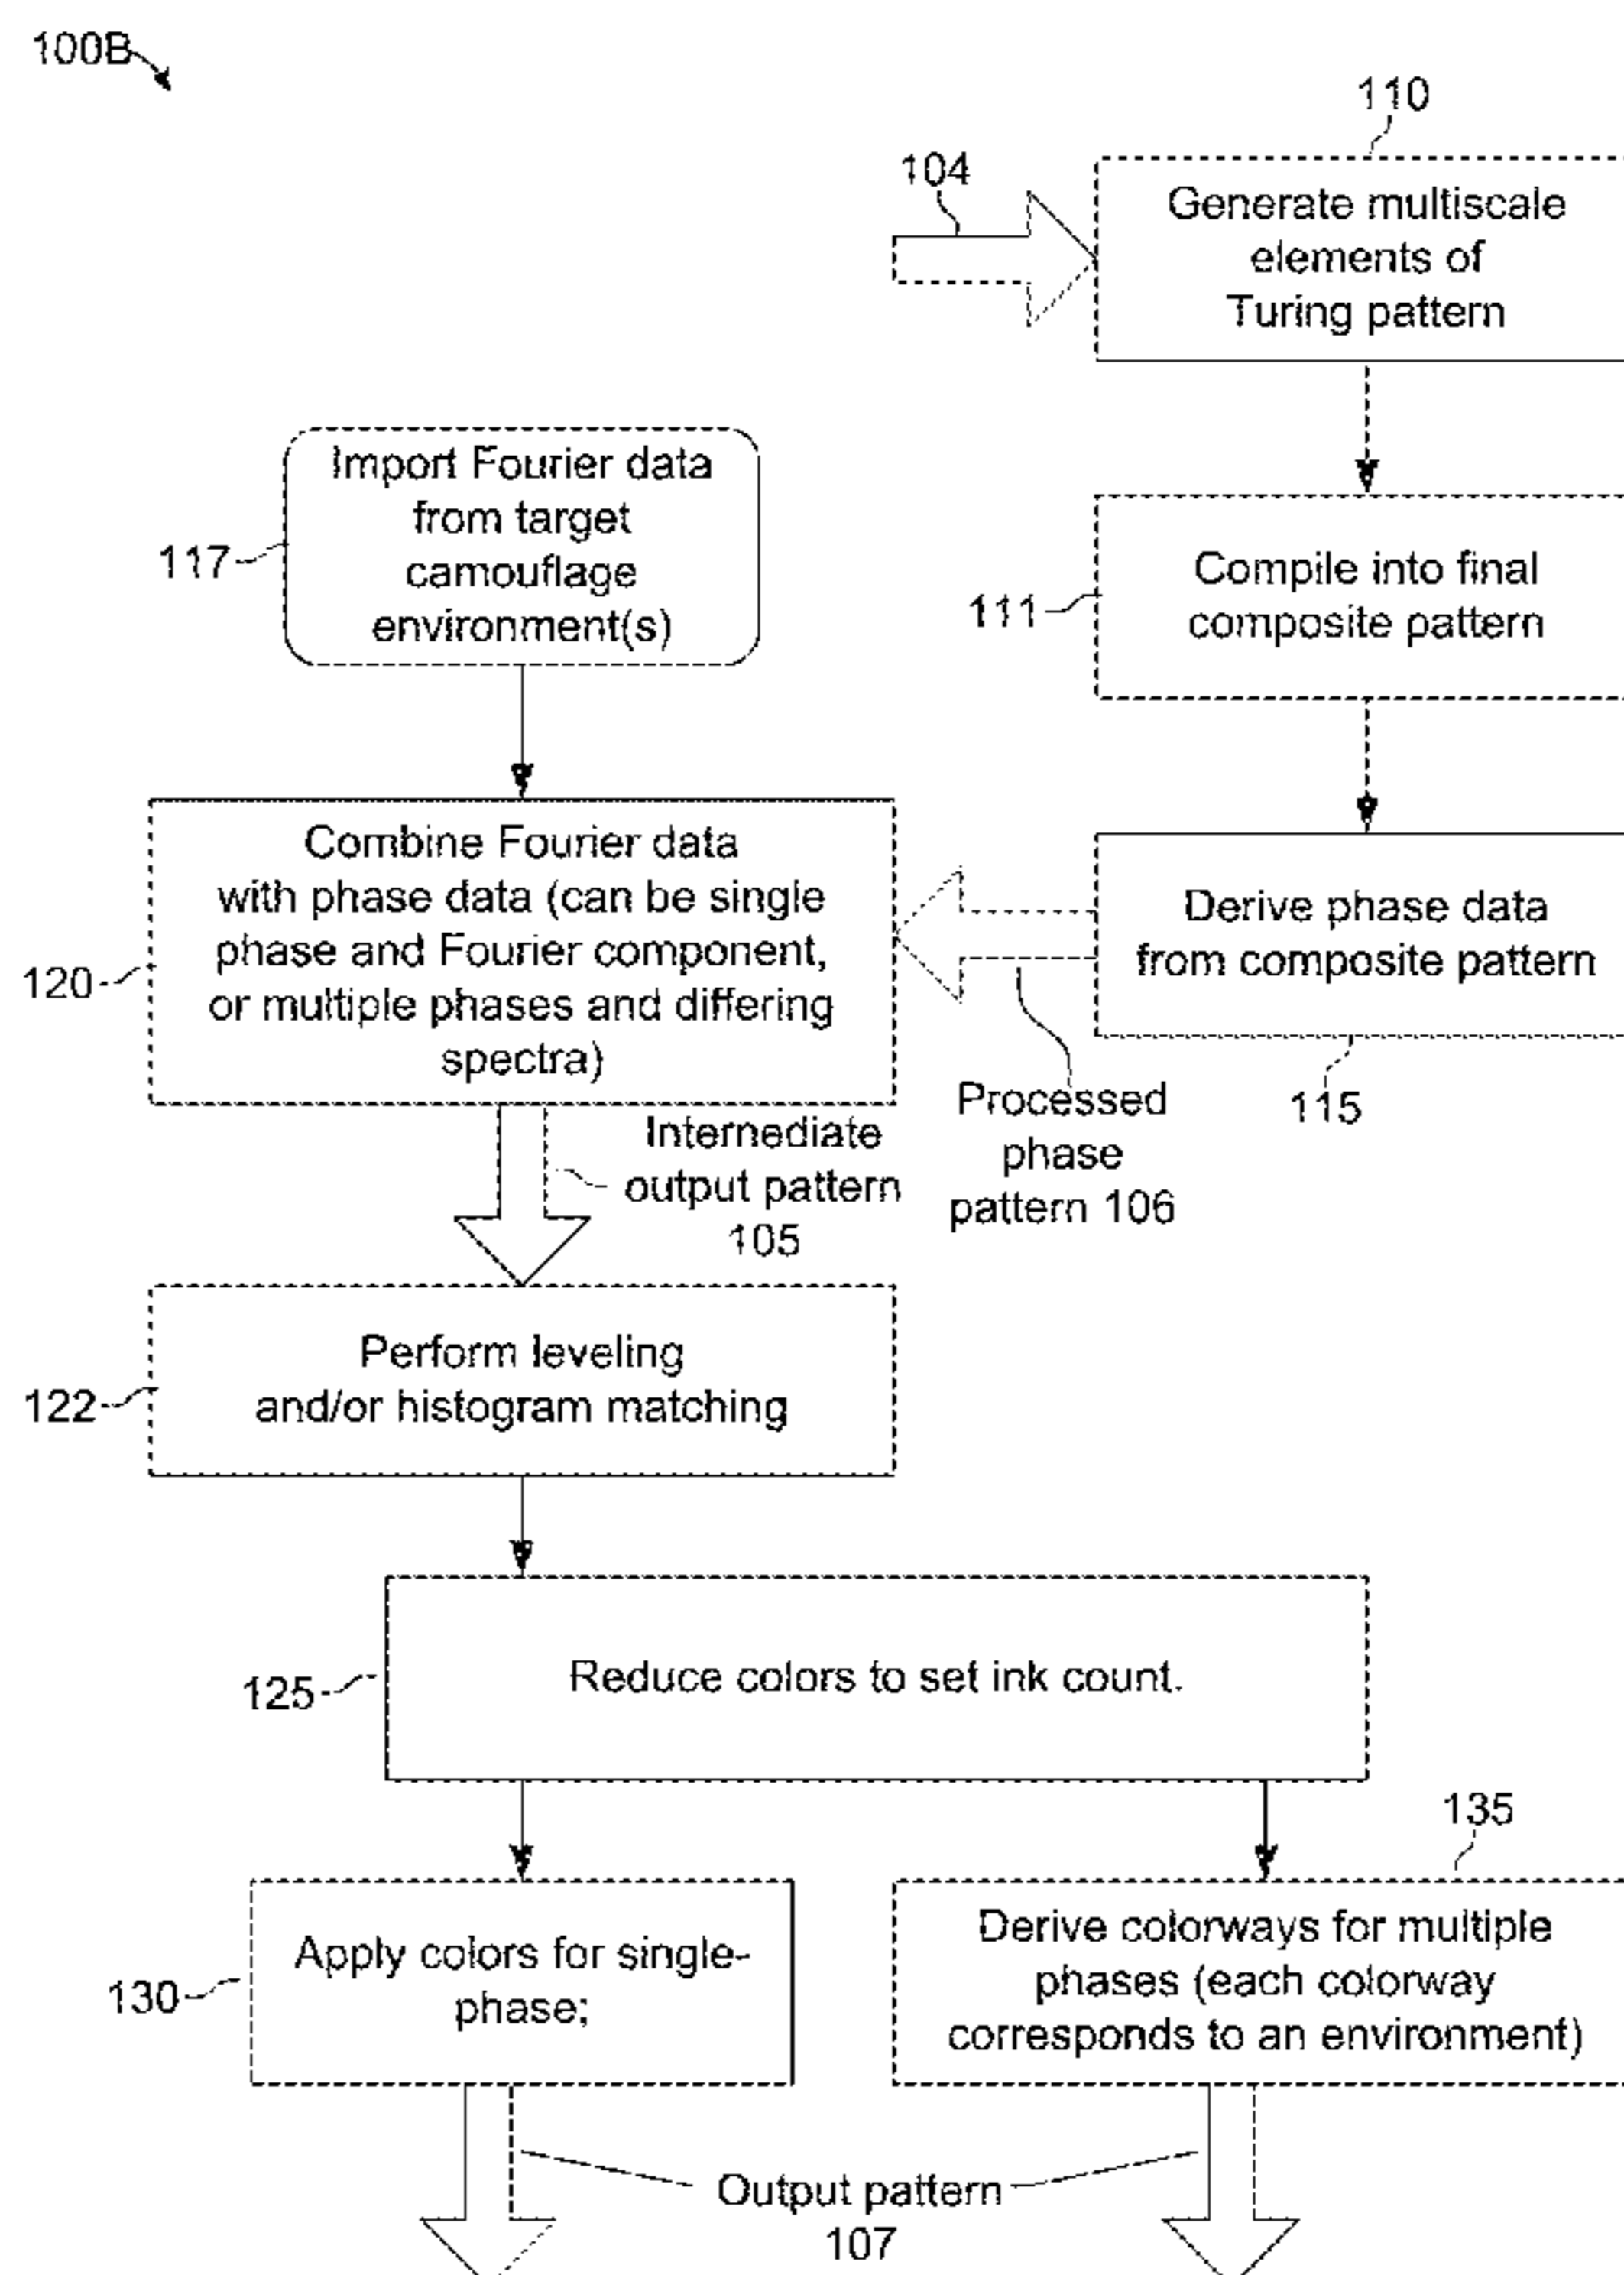 100B
110
104
Generate multiscale
elements of
Turing pattern
Import Fourier data
from target
camouflage
environment(s)
117
Compile into final
composite pattern
111
Combine Fourier data
with phase data (can be single
phase and Fourier component,
or multiple phases and differing
spectra)
120
Derive phase data
from composite pattern
115
Processed
phase
pattern 106
Internediate
output pattern
105
Perform leveling
and/or histogram matching
122
Reduce colors to set ink count.
125
135
Apply colors for single-
phase;
130
Derive colorways for multiple
phases (each colorway
corresponds to an environment)
Output pattern
107